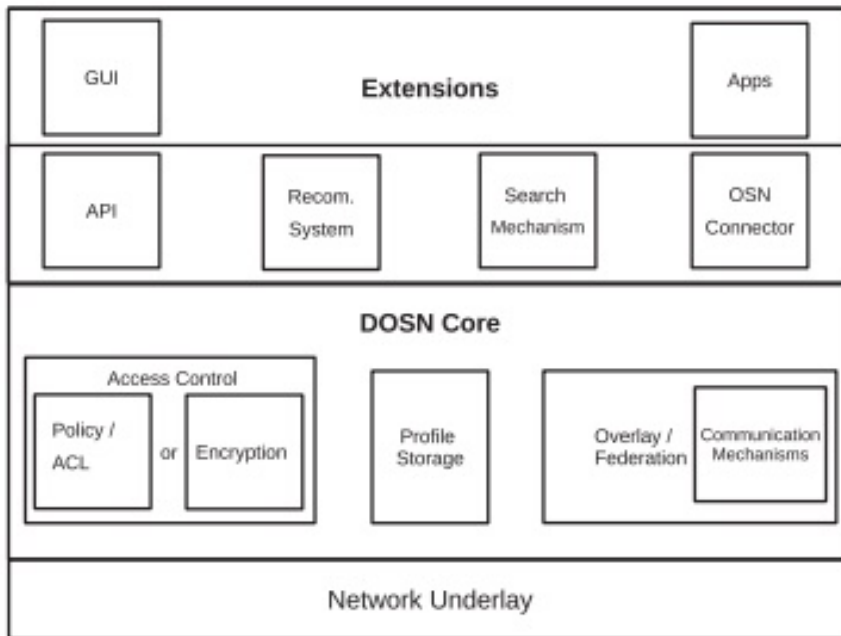 GUI
Extensions
Apps
API
Recom.
System
Search
Mechanism
OSN
Connector
DOSN Core
Access Control
Policy /
ACL
or
Encryption
Profile
Storage
Overlay /
Federation
Communication
Mechanisms
Network Underlay